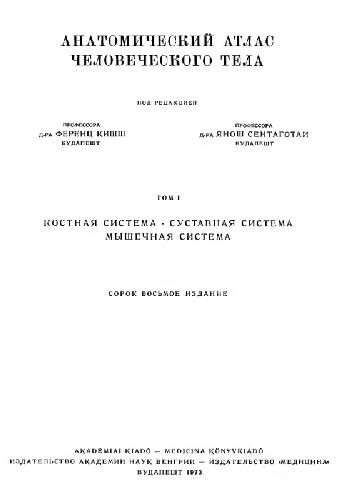 АНАТОМИЧЕСКИЙ АТЛАС
ЧЕЛОВЕЧЕСКОГО ТЕЛА
ПОД РЕДАКЦИЕЙ
ПРОФЕССОРА
Д-РА ФЕРЕНЦ КИШШ
БУДАПЕШТ
ПРОФЕССОРА
Д-РА ЯНОШ СЕНТАГОТАИ
БУДАПЕШТ
ТОМ I
КОСТНАЯ СИСТЕМА · СУСТАВНАЯ СИСТЕМА
МЫШЕЧНАЯ СИСТЕМА
СОРОК ВОСЬМОЕ ИЗДАНИЕ
AKADÉMIAI KIADÓ — MEDICINA KÖNYVKIADÓ
ИЗДАТЕЛЬСТВО АКАДЕМИИ НАУК ВЕНГРИИ — ИЗДАТЕЛЬСТВО «МЕДИЦИНА»
БУДАПЕШТ 1973